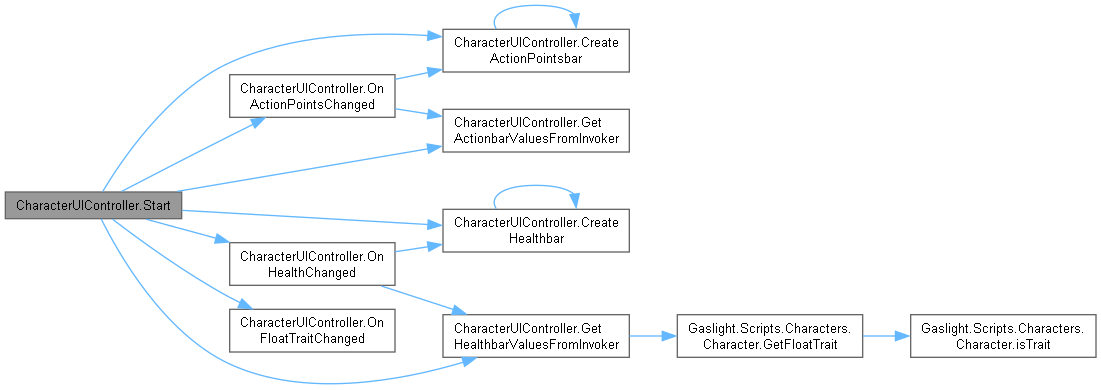 CharacterUIController.Start
CharacterUIController.On
ActionPointsChanged
CharacterUIController.Create
ActionPointsbar
CharacterUIController.Get
ActionbarValuesFromInvoker
CharacterUIController.On
HealthChanged
CharacterUIController.Create
Healthbar
CharacterUIController.On
FloatTraitChanged
CharacterUIController.Get
HealthbarValuesFromInvoker
Gaslight.Scripts.Characters.
Character.GetFloatTrait
Gaslight.Scripts.Characters.
Character.isTrait